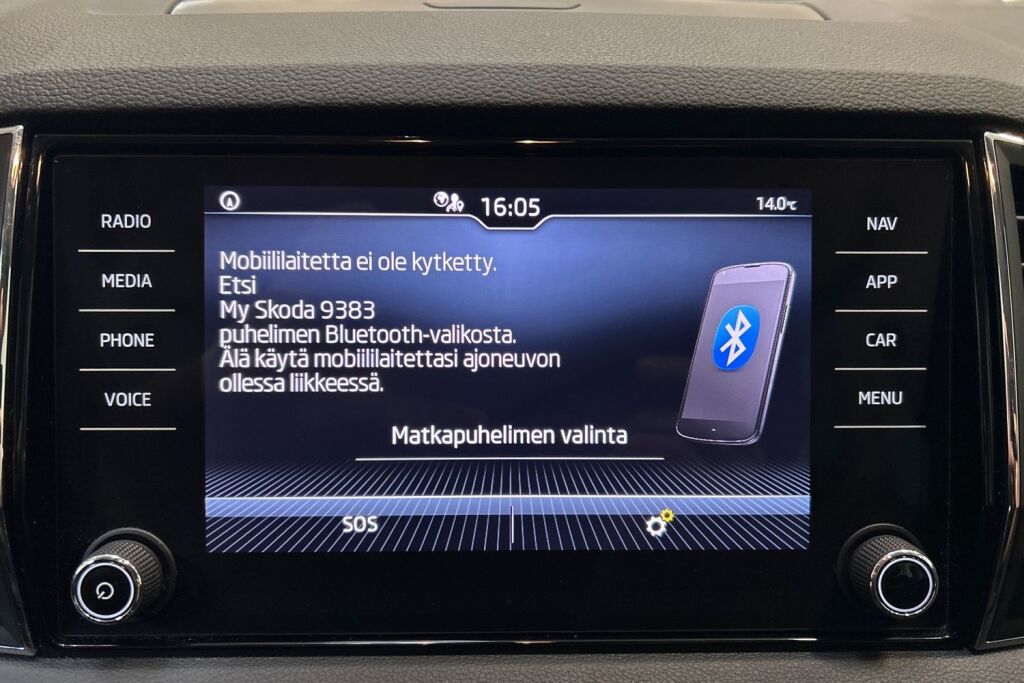 RADIO
MEDIA
PHONE
VOICE
16:05
14.0°C
Mobiililaitetta ei ole kytketty.
Etsi
My Skoda 9383
puhelimen Bluetooth-valikosta.
Älä käytä mobiililaitettasi ajoneuvon
ollessa liikkeessä.
Matkapuhelimen valinta
SOS
NAV
APP
CAR
MENU